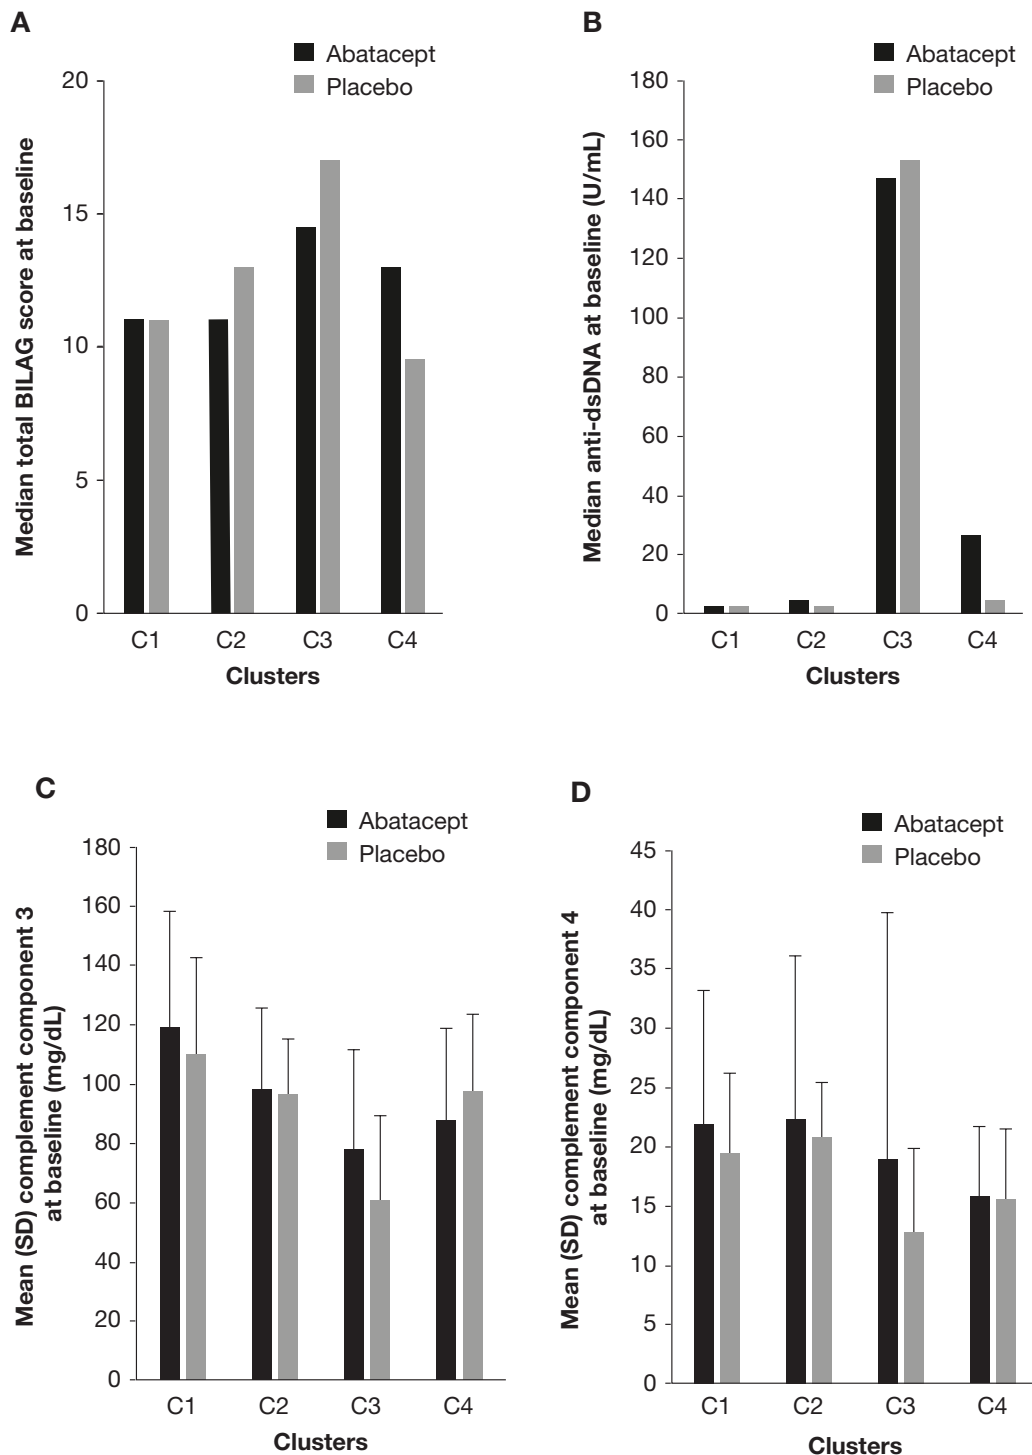 A
Abatacept
Placebo
Median total BILAG score at baseline
20
15
10
5
0
C1 C2 C3 C4
Clusters
B
Abatacept
Placebo
Median anti-dsDNA at baseline (U/mL)
180
160
140
120
100
80
60
40
20
0
C1 C2 C3 C4
Clusters
C
Abatacept
Placebo
Mean (SD) complement component 3
at baseline (mg/dL)
180
160
140
120
100
80
60
40
20
0
C1 C2 C3 C4
Clusters
D
Abatacept
Placebo
Mean (SD) complement component 4
at baseline (mg/dL)
45
40
35
30
25
20
15
10
5
0
C1 C2 C3 C4
Clusters